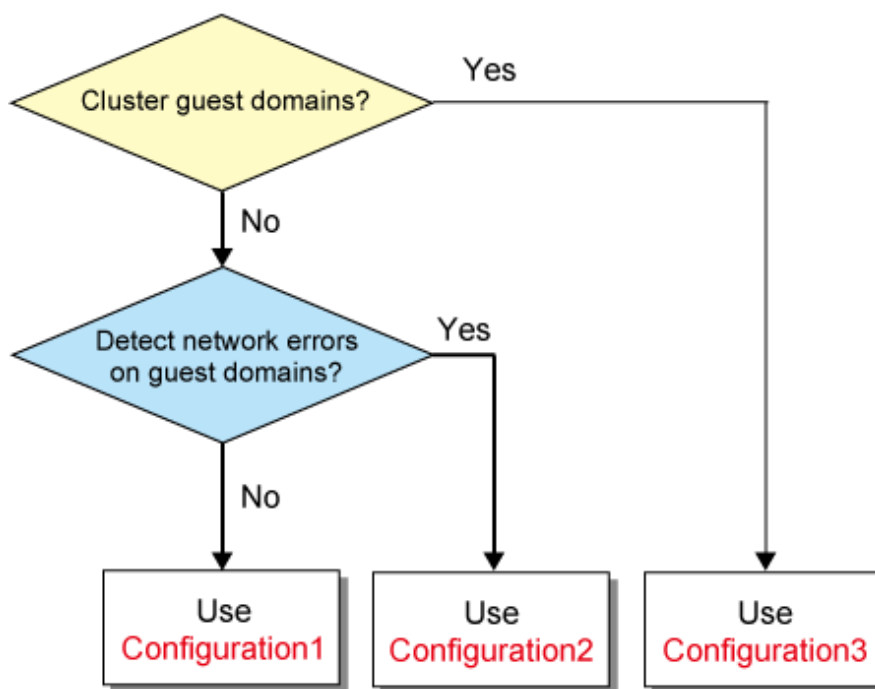 Cluster guest domains?
Yes
No
Detect network errors
on guest domains?
Yes
No
Use
Configuration1
Use
Configuration2
Use
Configuration3